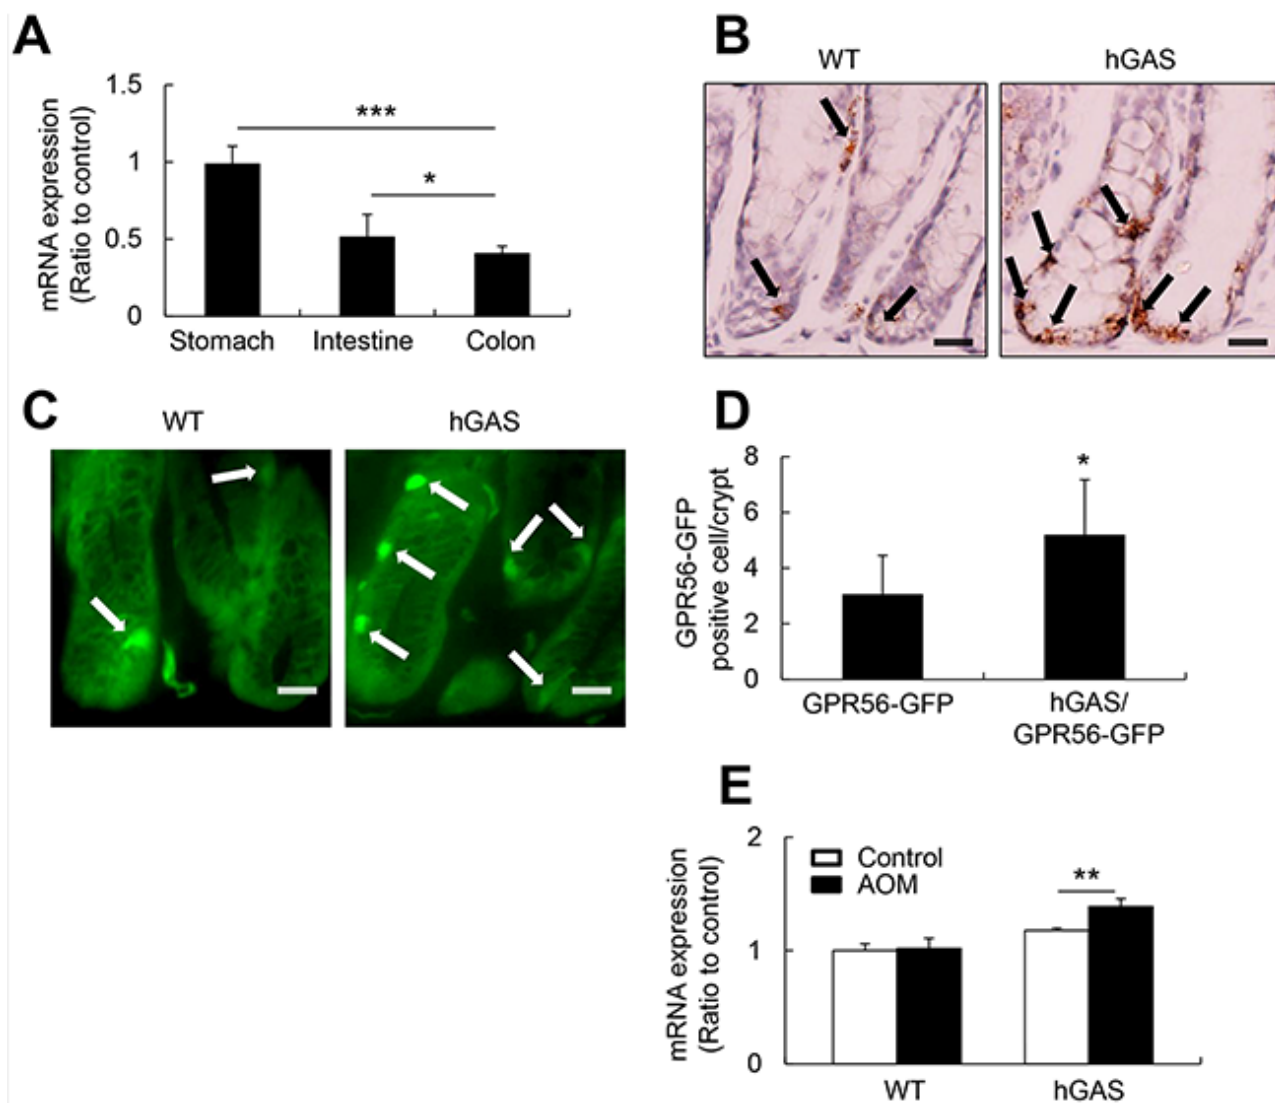 A
mRNA expression
(Ratio to control)
1.5
1
0.5
0
***
*
Stomach Intestine Colon
B
WT hGAS
C
WT hGAS
D
GPR56-GFP
positive cell/crypt
8
6
4
2
0
*
GPR56-GFP hGAS/
GPR56-GFP
E
mRNA expression
(Ratio to control)
2
1
0
Control
AOM
**
WT hGAS